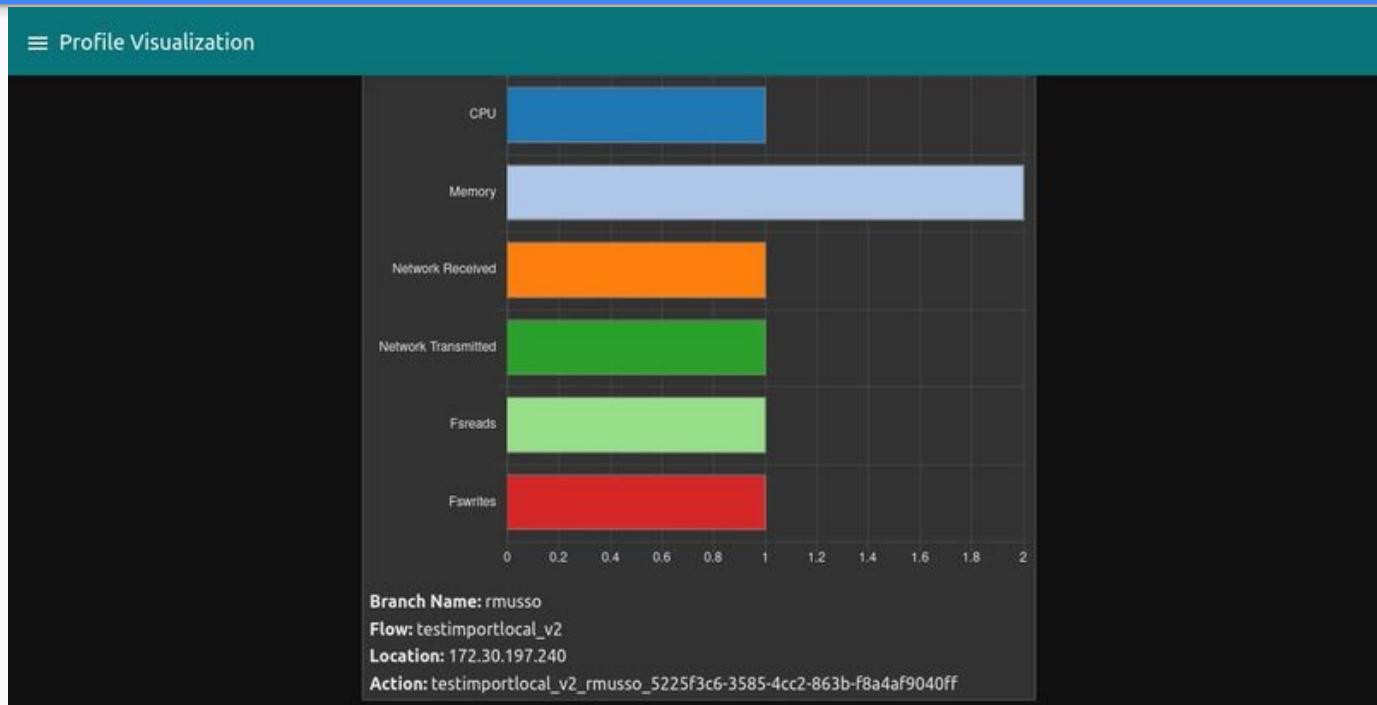 Profile Visualization
CPU
Memory
Network Received
Network Transmitted
Fsreads
Fswrites
0 0.2 0.4 0.6 0.8 1 1.2 1.4 1.6 1.8 2
Branch Name: rmusso
Flow: testimportlocal_v2
Location: 172.30.197.240
Action: testimportlocal_v2_rmusso_5225f3c6-3585-4cc2-863b-f8a4af9040ff